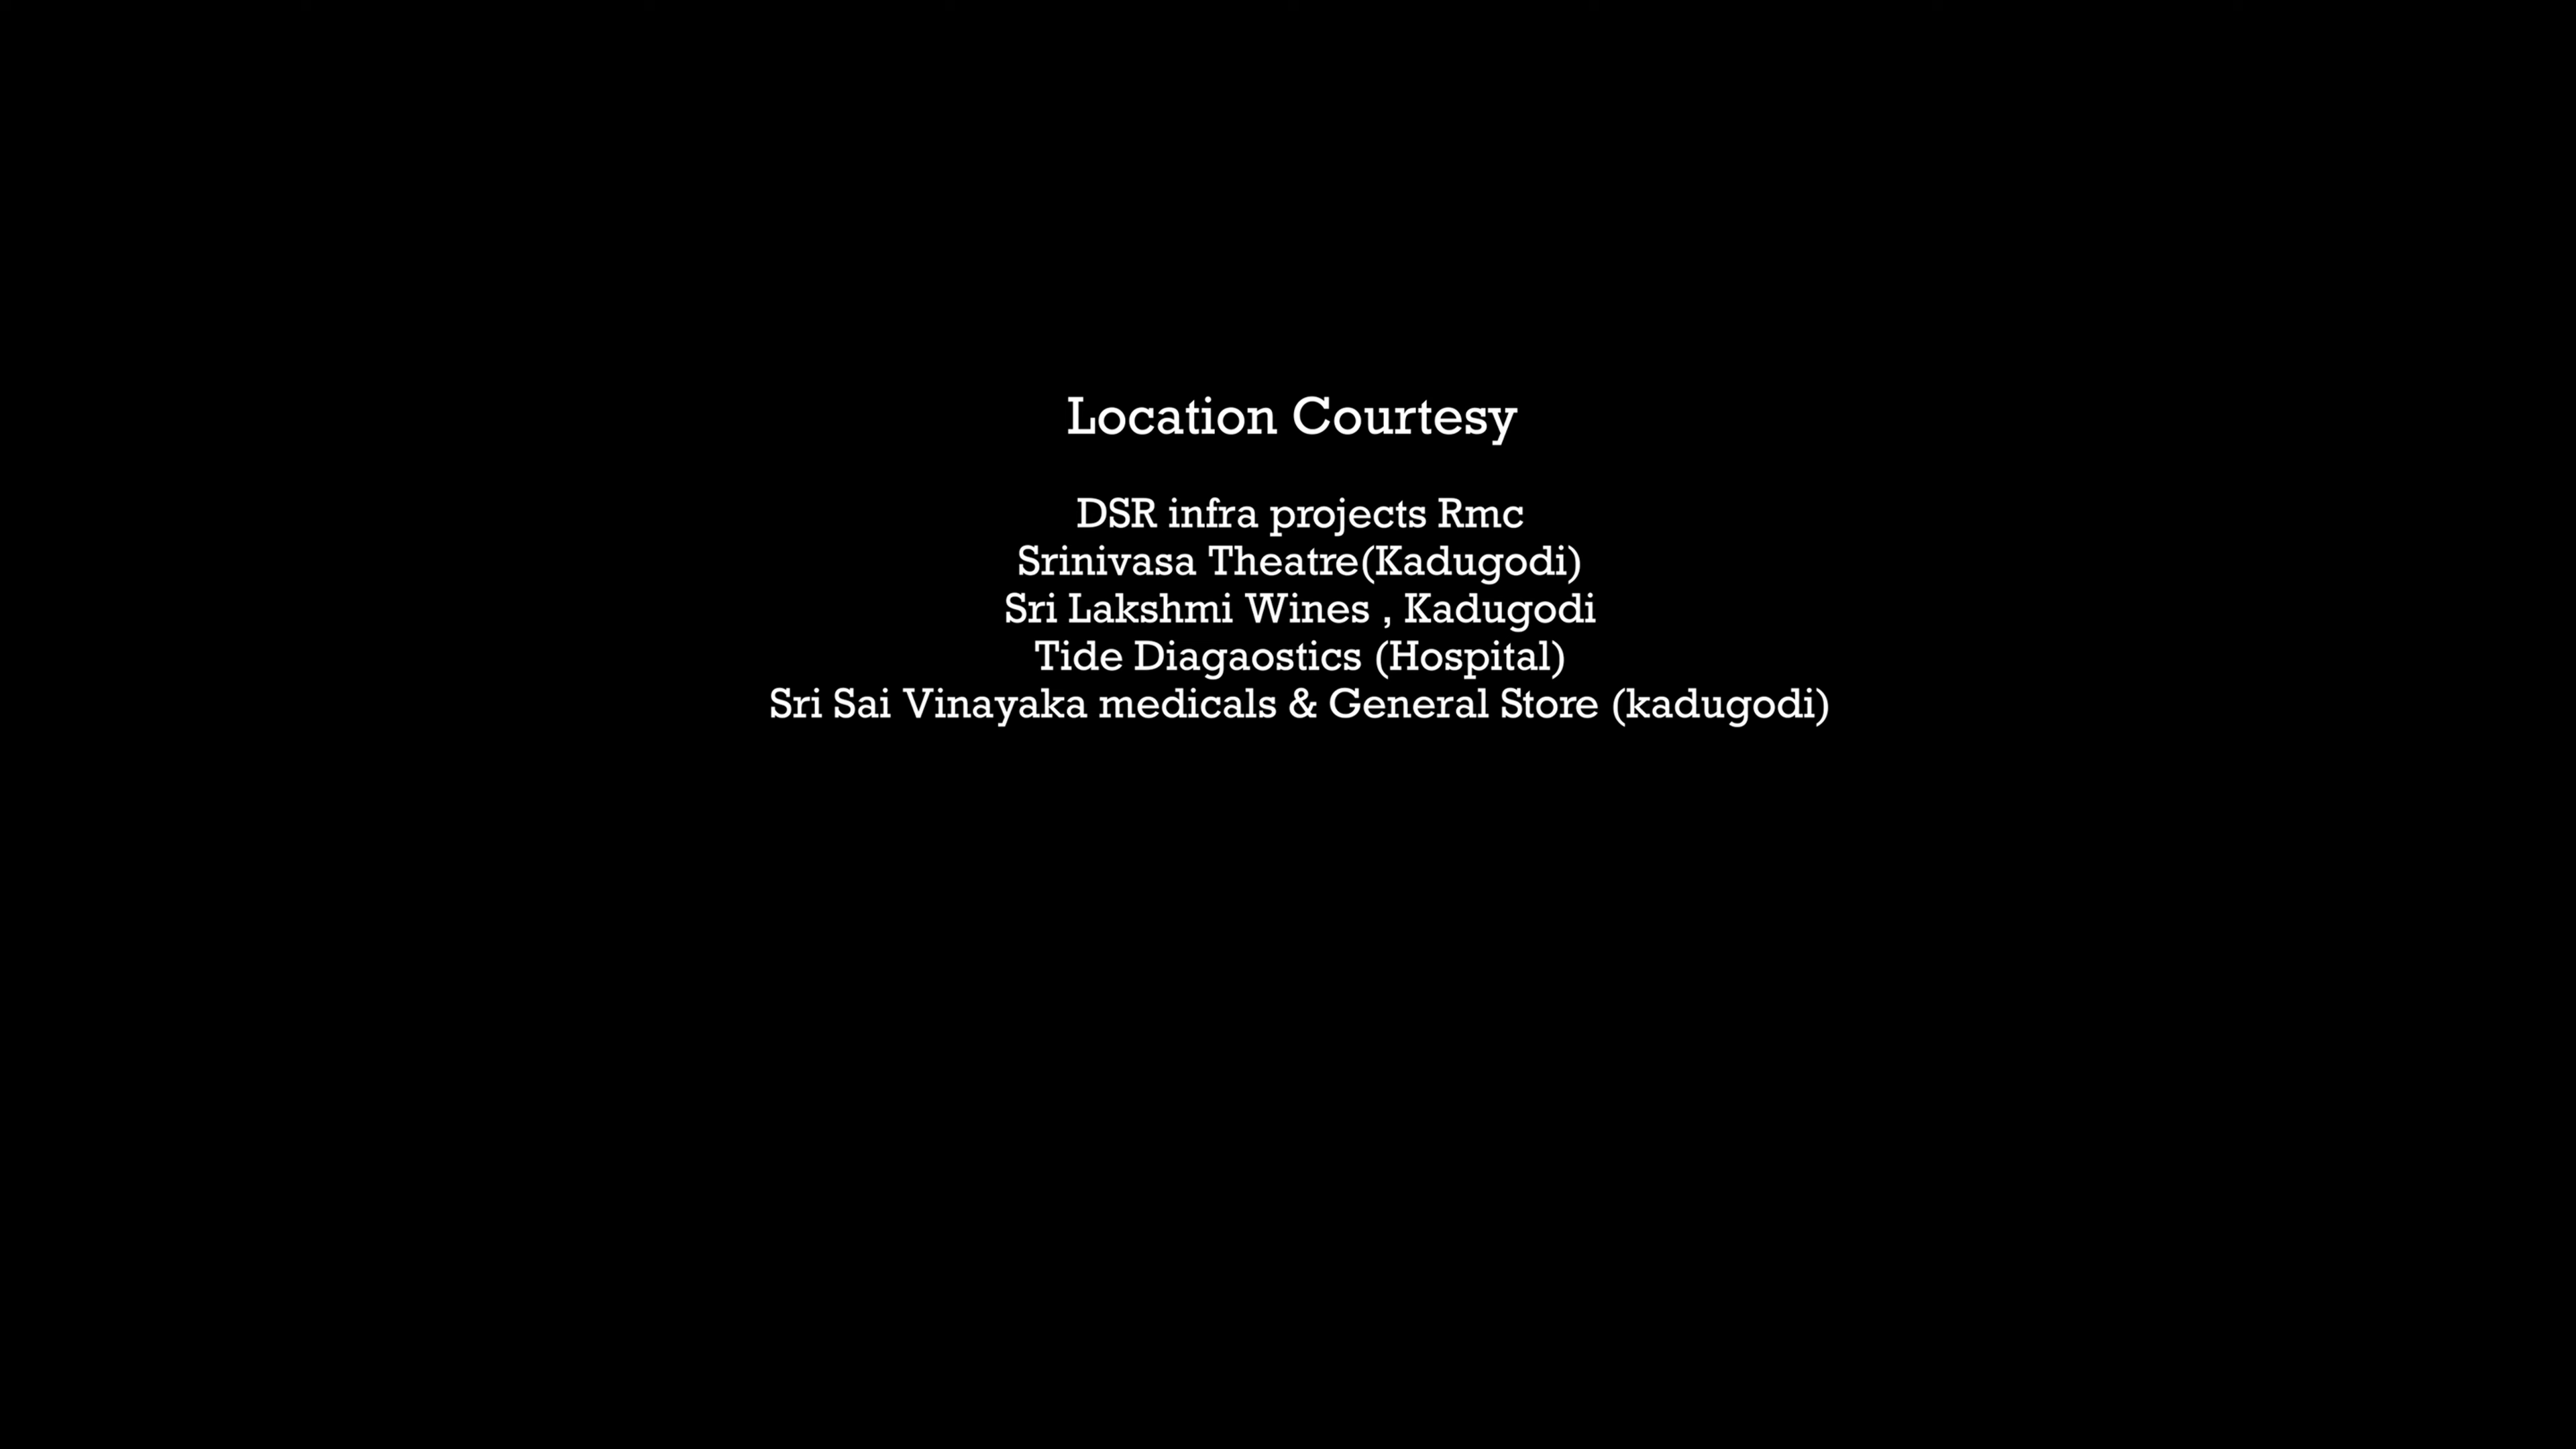 Location Courtesy
DSR infra projects Rmc
Srinivasa Theatre(Kadugodi)
Sri Lakshmi Wines , Kadugodi
Tide Diagaostics (Hospital)
Sri Sai Vinayaka medicals & General Store (kadugodi)